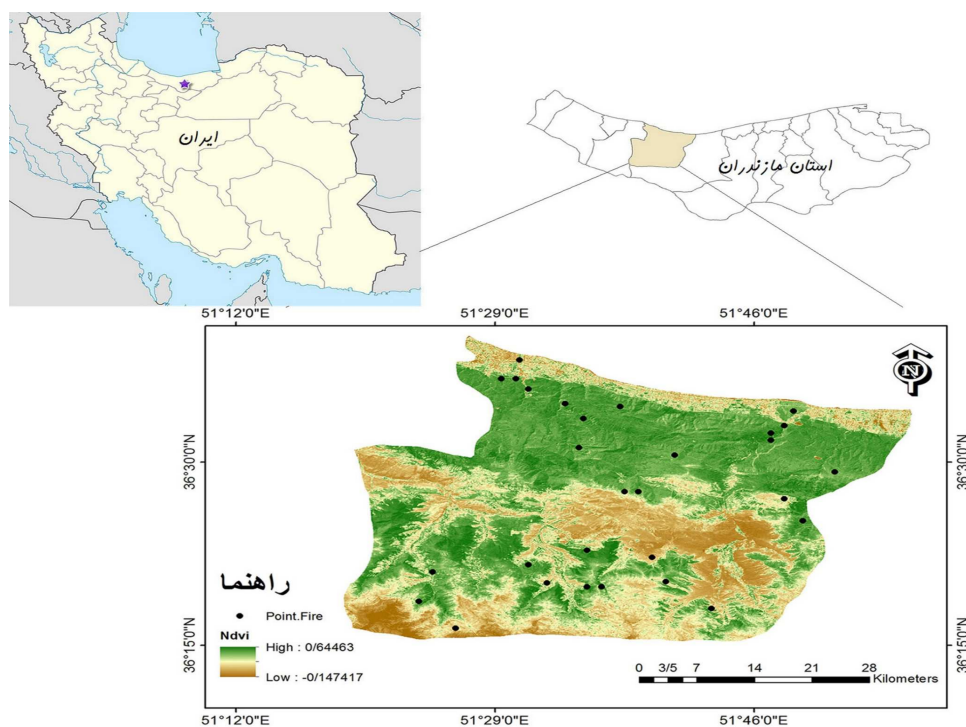 ایران
استان مازندران
51°12'0"E 51°29'0"E 51°46'0"E
N
36°30'0"N 36°30'0"N
راهنما
Point.Fire
Ndvi
High : 0/64463
Low : -0/147417
36°15'0"N 36°15'0"N
0 3/5 7 14 21 28
Kilometers
51°12'0"E 51°29'0"E 51°46'0"E